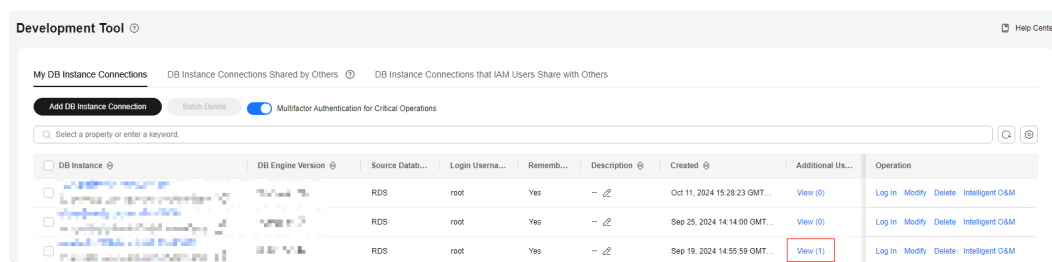 Development Tool
Help Cente
My DB Instance Connections DB Instance Connections Shared by Others DB Instance Connections that IAM Users Share with Others
Add DB Instance Connection Batch Delete Multifactor Authentication for Critical Operations
Select a property or enter a keyword.
DB Instance DB Engine Version Source Datab... Login Userna... Rememb... Description Created Additional Us... Operation
RDS root Yes -- Oct 11, 2024 15:28:23 GMT... View (0) Log In Modify Delete Intelligent O&M
RDS root Yes -- Sep 25, 2024 14:14:00 GMT... View (0) Log In Modify Delete Intelligent O&M
RDS root Yes -- Sep 19, 2024 14:55:59 GMT... View (1) Log In Modify Delete Intelligent O&M